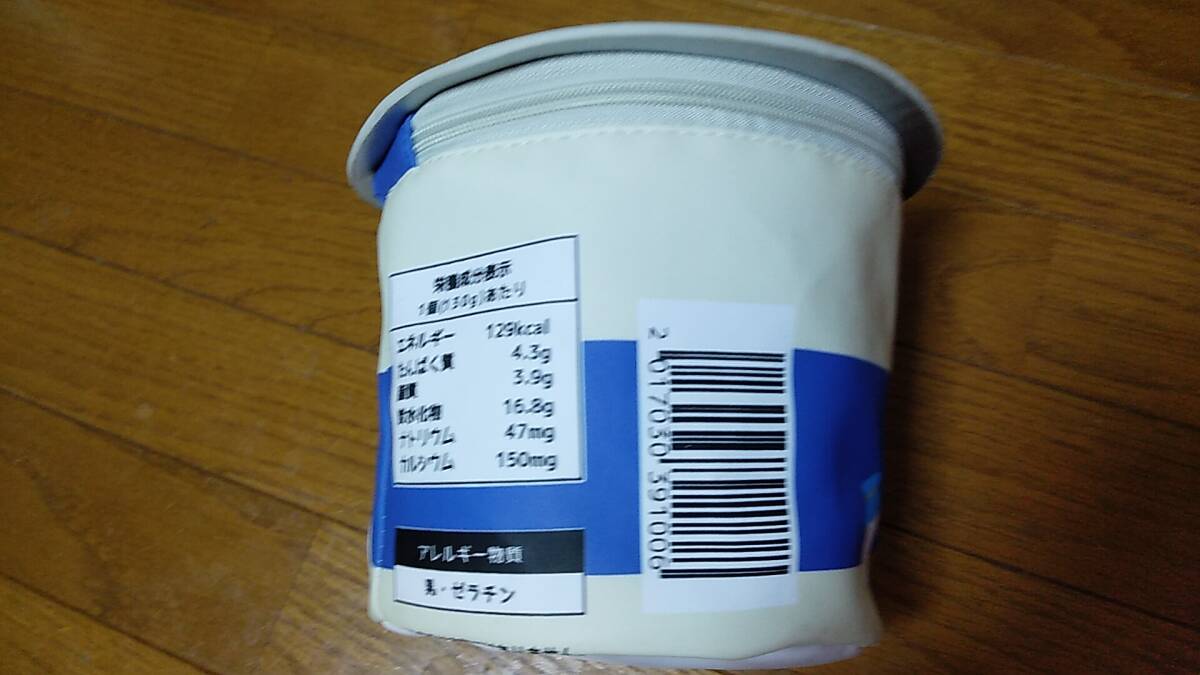 栄養成分表示
1個(130g)あたり
エネルギー 129kcal
たんぱく質 4.3g
脂質 3.9g
炭水化物 16.8g
ナトリウム 47mg
カルシウム 150mg
アレルギー物質
乳・ゼラチン
2 017030 391006